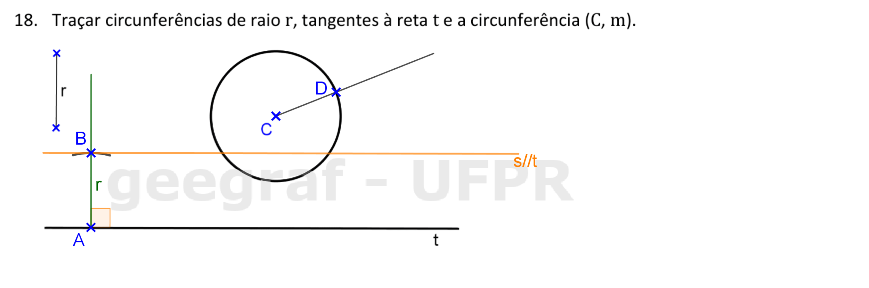 18. Traçar circunferências de raio r, tangentes à reta t e a circunferência (C, m).
r
D
C
B
s//t
geegraf - UFPR
r
A
t